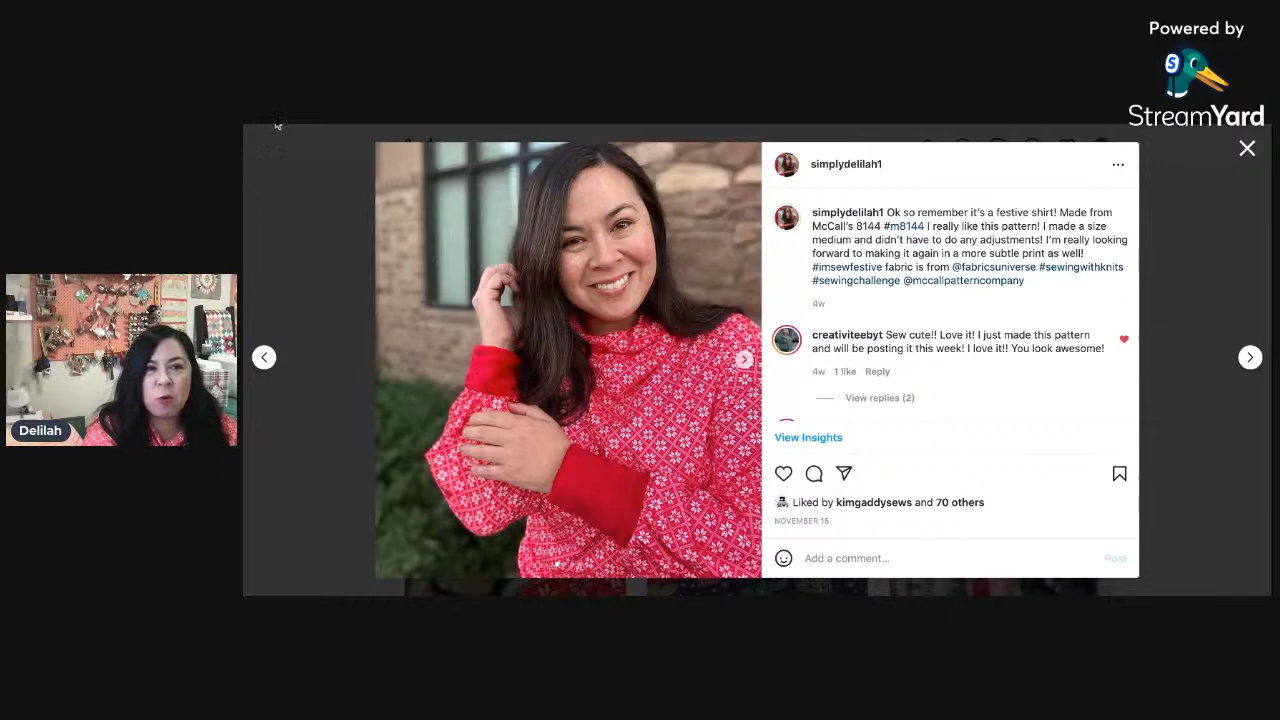 Powered by
StreamYard
simplydelilah1
simplydelilah1 Ok so remember it's a festive shirt! Made from
McCall's 8144 #m8144 I really like this pattern! I made a size
medium and didn't have to do any adjustments! I'm really looking
forward to making it again in a more subtle print as well!
#imsewfestive fabric is from @fabricsuniverse #sewingwithknits
#sewingchallenge @mccallpatterncompany
4w
creativiteebyt Sew cute!! Love it! I just made this pattern
and will be posting it this week! I love it!! You look awesome!
4w 1 like Reply
View replies (2)
View Insights
Liked by kimgaddysews and 70 others
NOVEMBER 15
Add a comment...
Post
Delilah